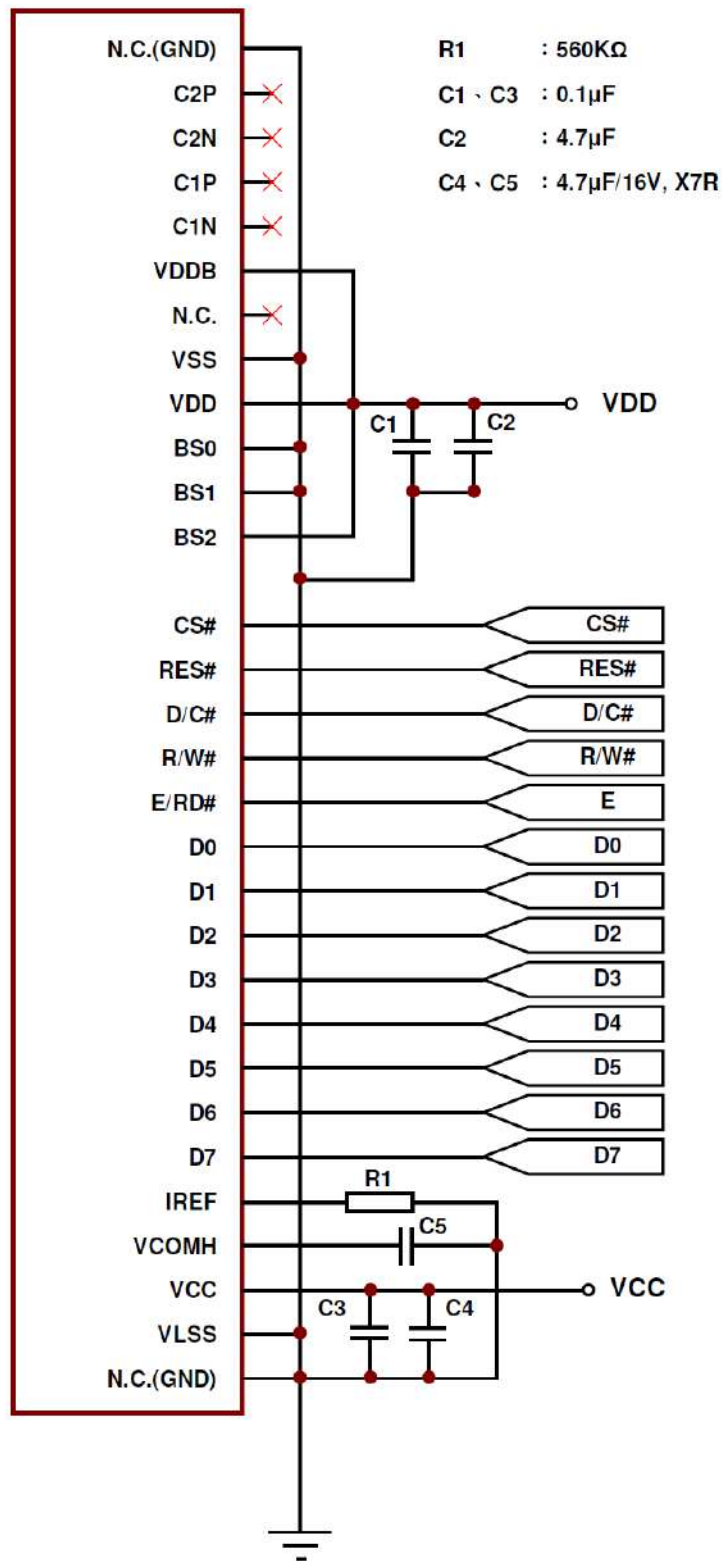 N.C.(GND)
C2P
C2N
C1P
C1N
VDDB
N.C.
VSS
VDD
BS0
BS1
BS2
CS#
RES#
D/C#
R/W#
E/RD#
D0
D1
D2
D3
D4
D5
D6
D7
IREF
VCOMH
VCC
VLSS
N.C.(GND)
R1 : 560KΩ
C1、C3 : 0.1µF
C2 : 4.7µF
C4、C5 : 4.7µF/16V, X7R
VDD
C1
C2
CS#
RES#
D/C#
R/W#
E
D0
D1
D2
D3
D4
D5
D6
D7
R1
C5
VCC
C3
C4